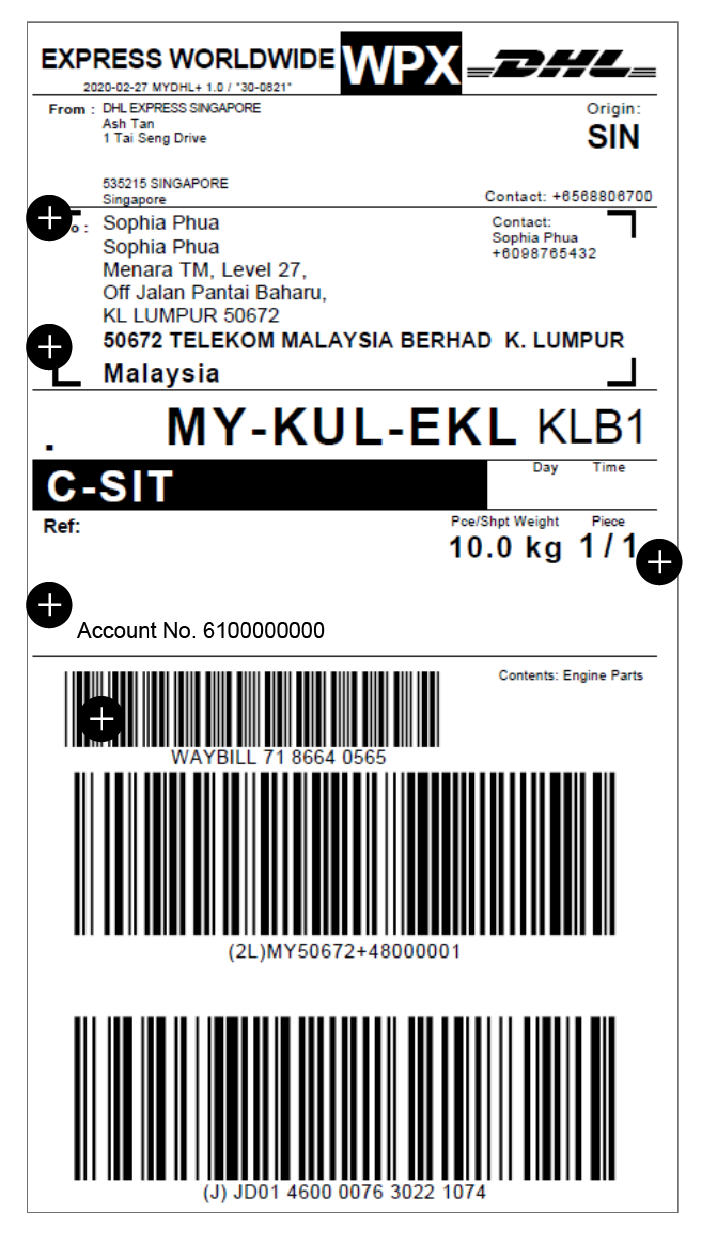 EXPRESS WORLDWIDE WPX DHL
2020-02-27 MYDHL+ 1.0 / *30-0821*
From : DHL EXPRESS SINGAPORE
Ash Tan
1 Tai Seng Drive
Origin:
SIN
535215 SINGAPORE
Singapore
Contact: +6568806700
o : Sophia Phua
Sophia Phua
Menara TM, Level 27,
Off Jalan Pantai Baharu,
KL LUMPUR 50672
50672 TELEKOM MALAYSIA BERHAD K. LUMPUR
Malaysia
Contact:
Sophia Phua
+6098765432
. MY-KUL-EKL KLB1
C-SIT
Day Time
Ref:
Pce/Shpt Weight Piece
10.0 kg 1 / 1
Account No. 6100000000
Contents: Engine Parts
WAYBILL 71 8664 0565
(2L)MY50672+48000001
(J) JD01 4600 0076 3022 1074